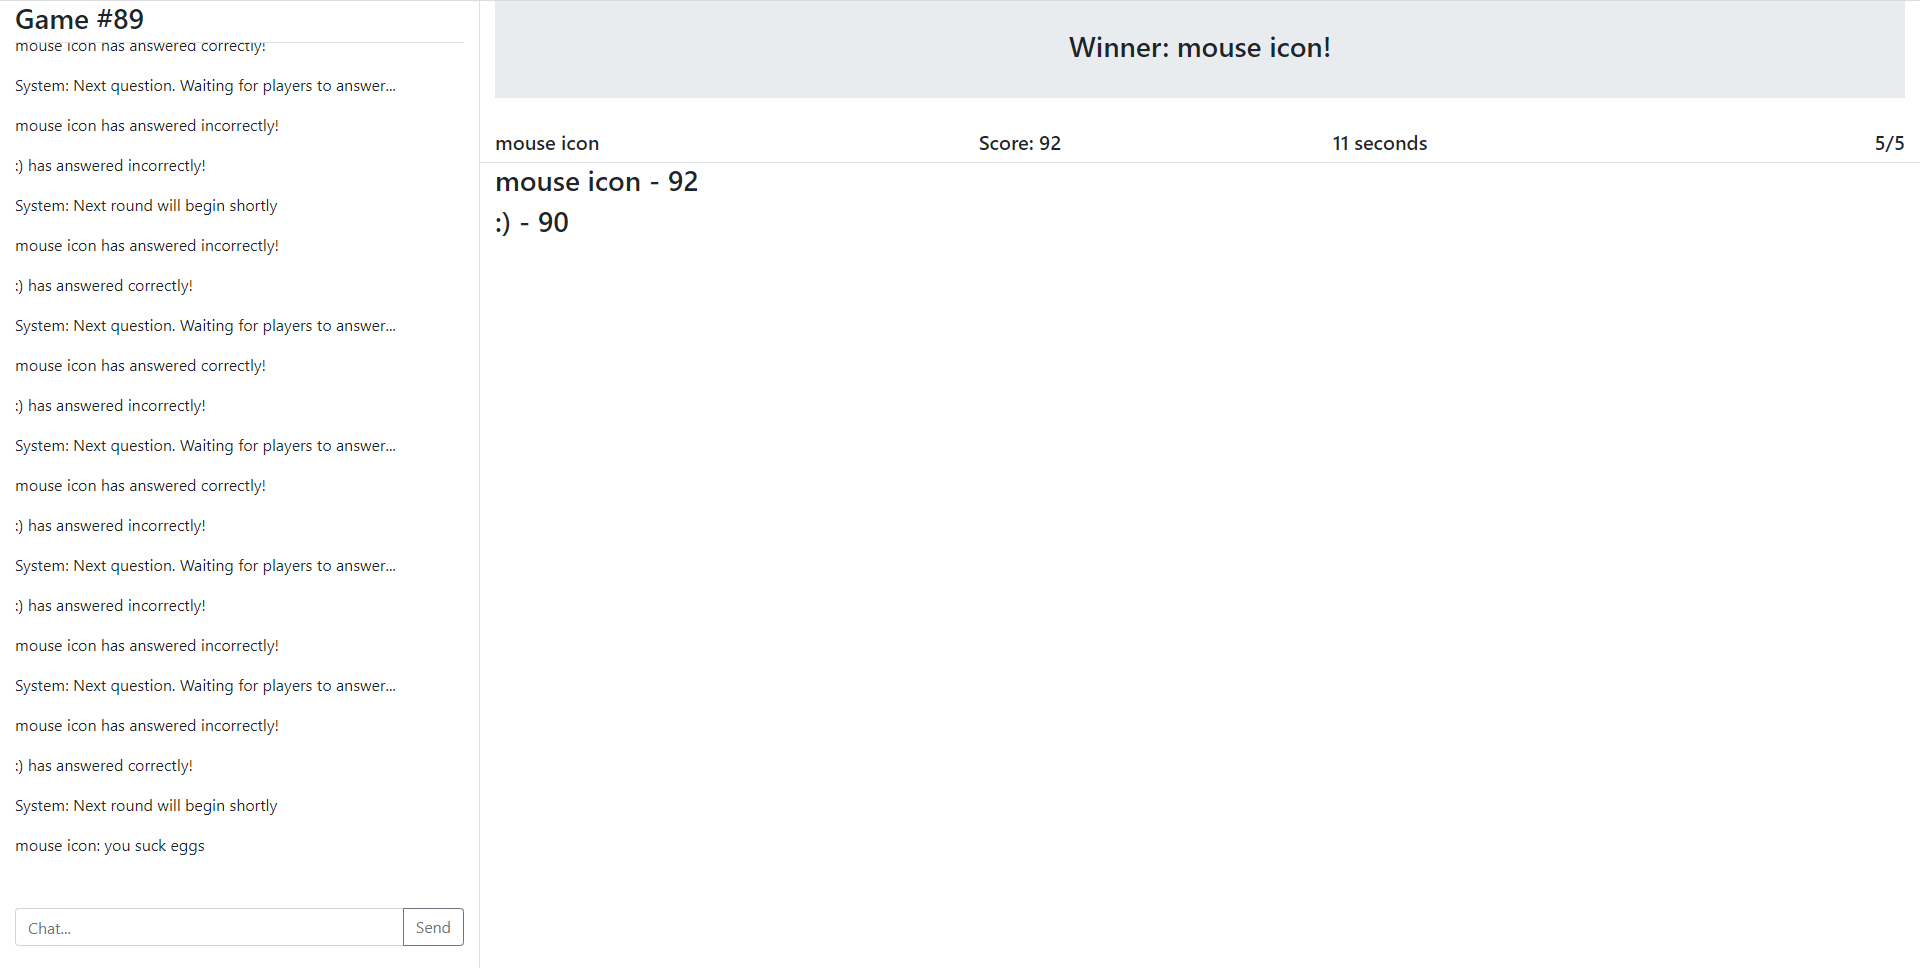 Game #89
mouse icon has answered correctly!
System: Next question. Waiting for players to answer...
mouse icon has answered incorrectly!
:) has answered incorrectly!
System: Next round will begin shortly
mouse icon has answered incorrectly!
:) has answered correctly!
System: Next question. Waiting for players to answer...
mouse icon has answered correctly!
:) has answered incorrectly!
System: Next question. Waiting for players to answer...
mouse icon has answered correctly!
:) has answered incorrectly!
System: Next question. Waiting for players to answer...
:) has answered incorrectly!
mouse icon has answered incorrectly!
System: Next question. Waiting for players to answer...
mouse icon has answered incorrectly!
:) has answered correctly!
System: Next round will begin shortly
mouse icon: you suck eggs
Chat...
Send
Winner: mouse icon!
mouse icon Score: 92 11 seconds 5/5
mouse icon - 92
:) - 90